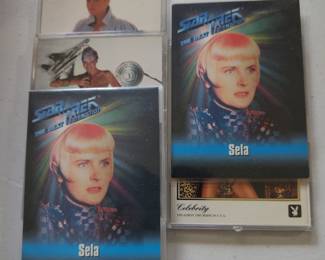 STAR TREK
THE NEXT GENERATION
Sela
STAR TREK
THE NEXT GENERATION
Sela
Celebrity